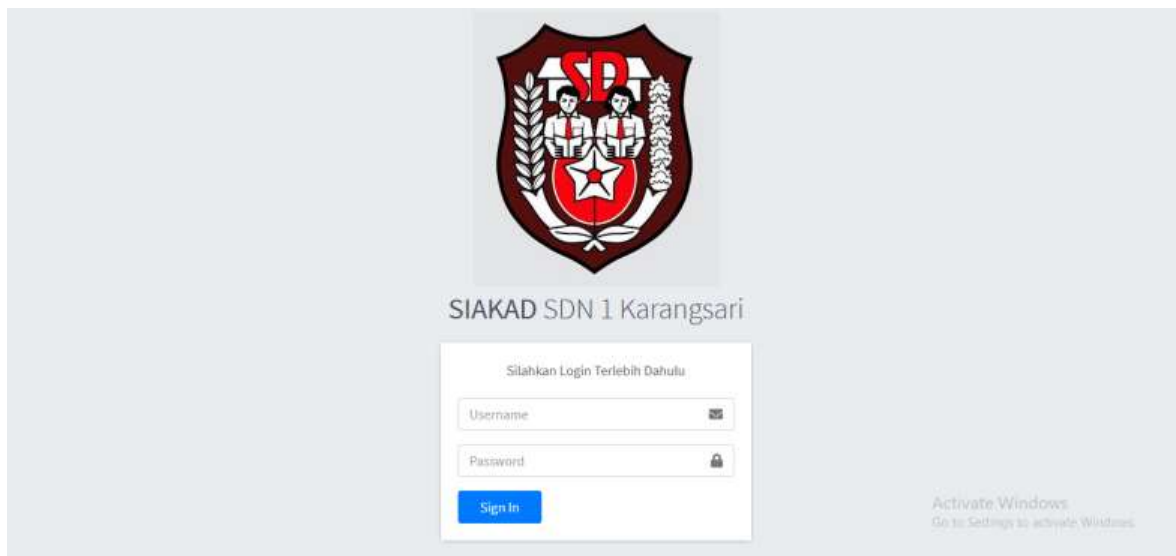 SD
SIAKAD SDN 1 Karangsari
Silahkan Login Terlebih Dahulu
Username
Password
Sign In
Activate Windows
Go to Settings to activate Windows.